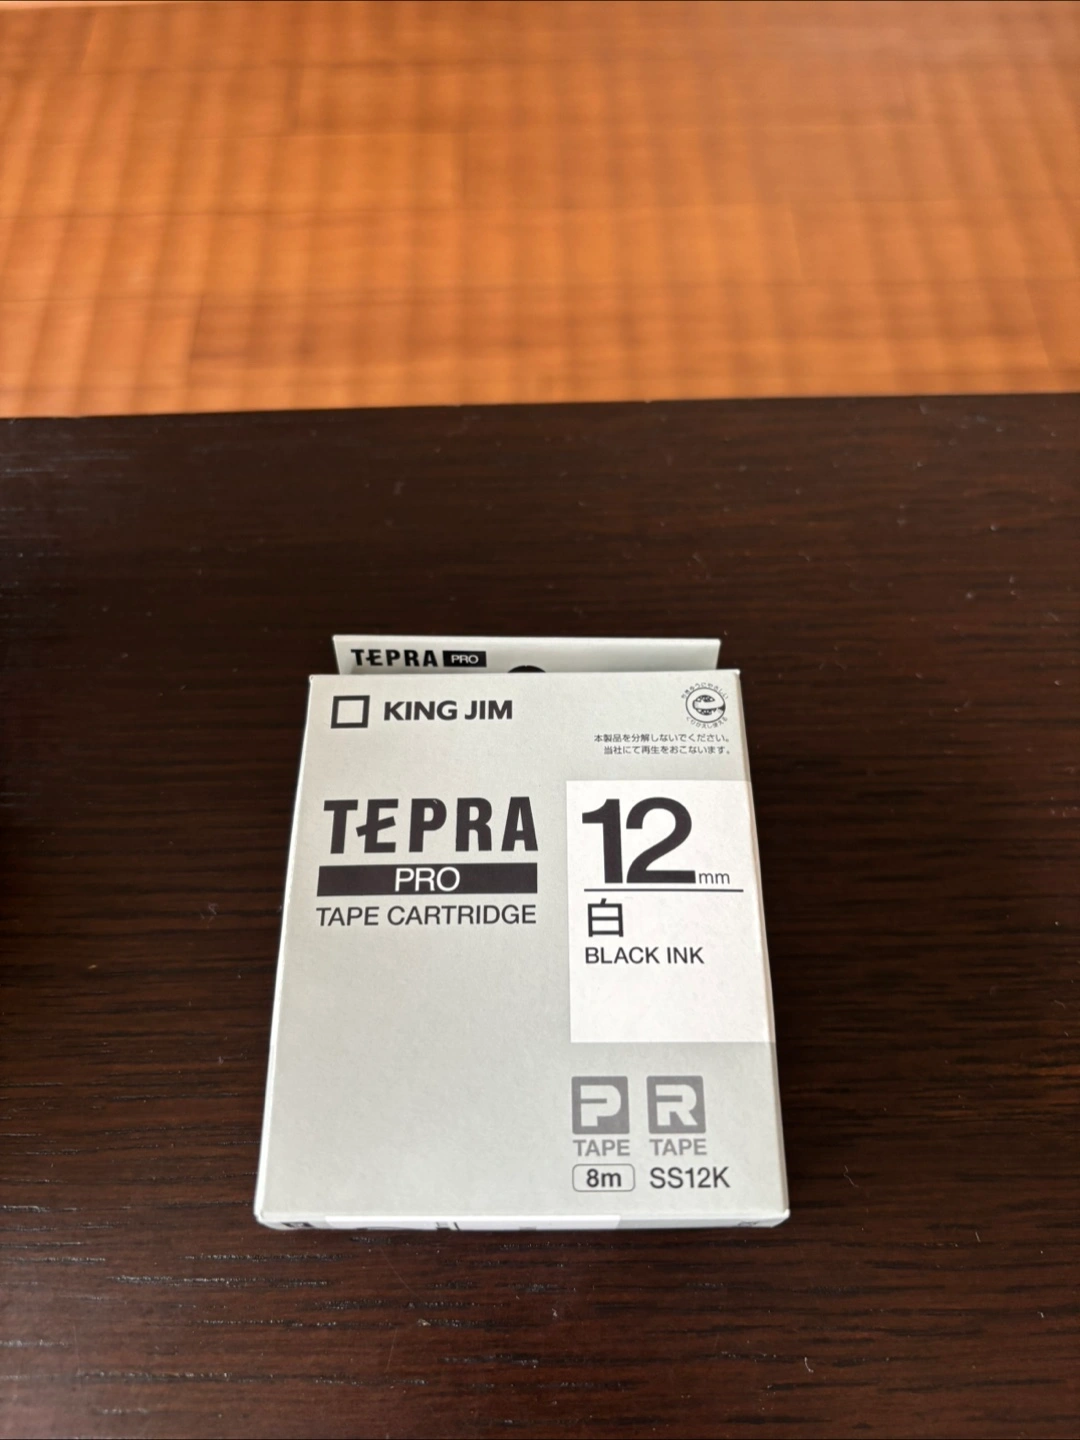 TEPRA PRO
KING JIM
本製品を分解しないでください。
当社にて再生をおこないます。
TEPRA
PRO
TAPE CARTRIDGE
12mm
白
BLACK INK
P R
TAPE TAPE
8m SS12K